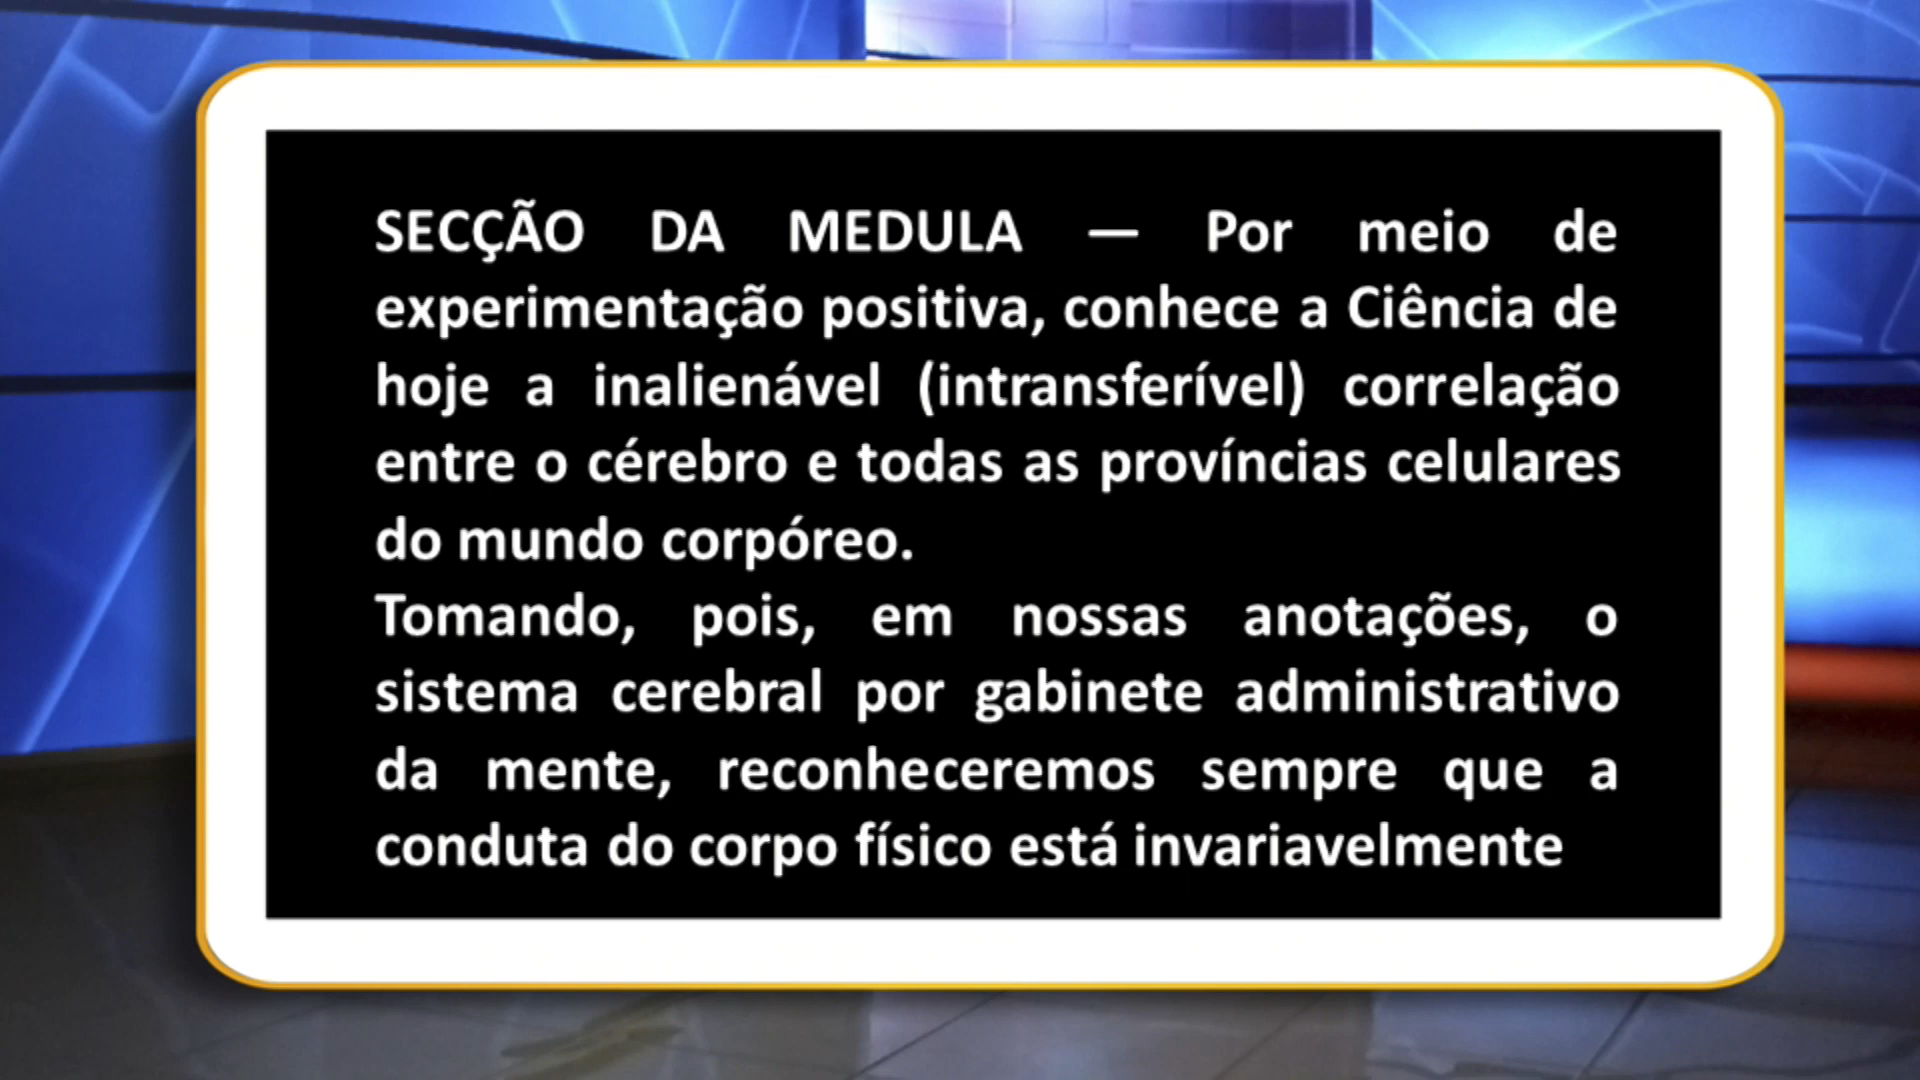 SECÇÃO DA MEDULA — Por meio de
experimentação positiva, conhece a Ciência de
hoje a inalienável (intransferível) correlação
entre o cérebro e todas as províncias celulares
do mundo corpóreo.
Tomando, pois, em nossas anotações, o
sistema cerebral por gabinete administrativo
da mente, reconheceremos sempre que a
conduta do corpo físico está invariavelmente